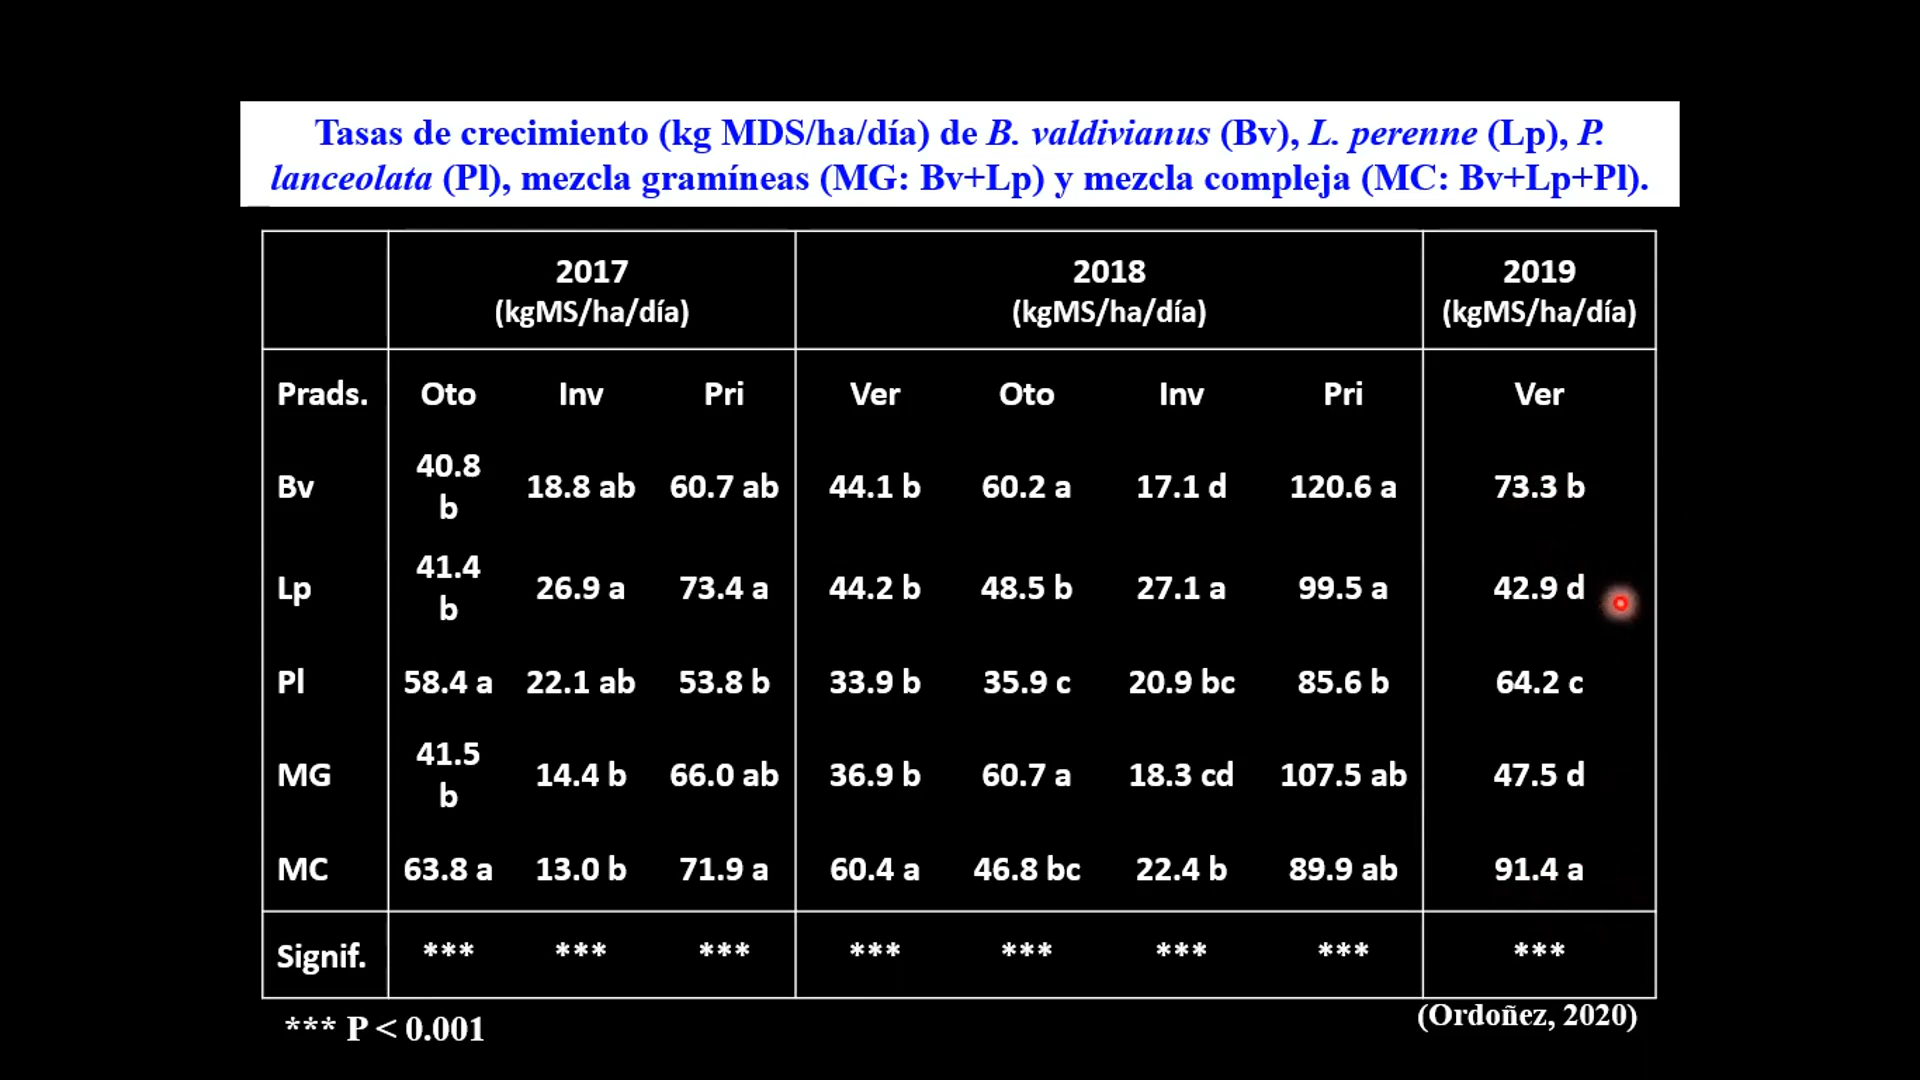 Tasas de crecimiento (kg MDS/ha/día) de B. valdivianus (Bv), L. perenne (Lp), P.
lanceolata (Pl), mezcla gramíneas (MG: Bv+Lp) y mezcla compleja (MC: Bv+Lp+Pl).
2017 2018 2019
(kgMS/ha/día) (kgMS/ha/día) (kgMS/ha/día)
Prads. Oto Inv Pri Ver Oto Inv Pri Ver
Bv 40.8 b 18.8 ab 60.7 ab 44.1 b 60.2 a 17.1 d 120.6 a 73.3 b
Lp 41.4 b 26.9 a 73.4 a 44.2 b 48.5 b 27.1 a 99.5 a 42.9 d
Pl 58.4 a 22.1 ab 53.8 b 33.9 b 35.9 c 20.9 bc 85.6 b 64.2 c
MG 41.5 b 14.4 b 66.0 ab 36.9 b 60.7 a 18.3 cd 107.5 ab 47.5 d
MC 63.8 a 13.0 b 71.9 a 60.4 a 46.8 bc 22.4 b 89.9 ab 91.4 a
Signif. *** *** *** *** *** *** *** ***
*** P < 0.001
(Ordoñez, 2020)